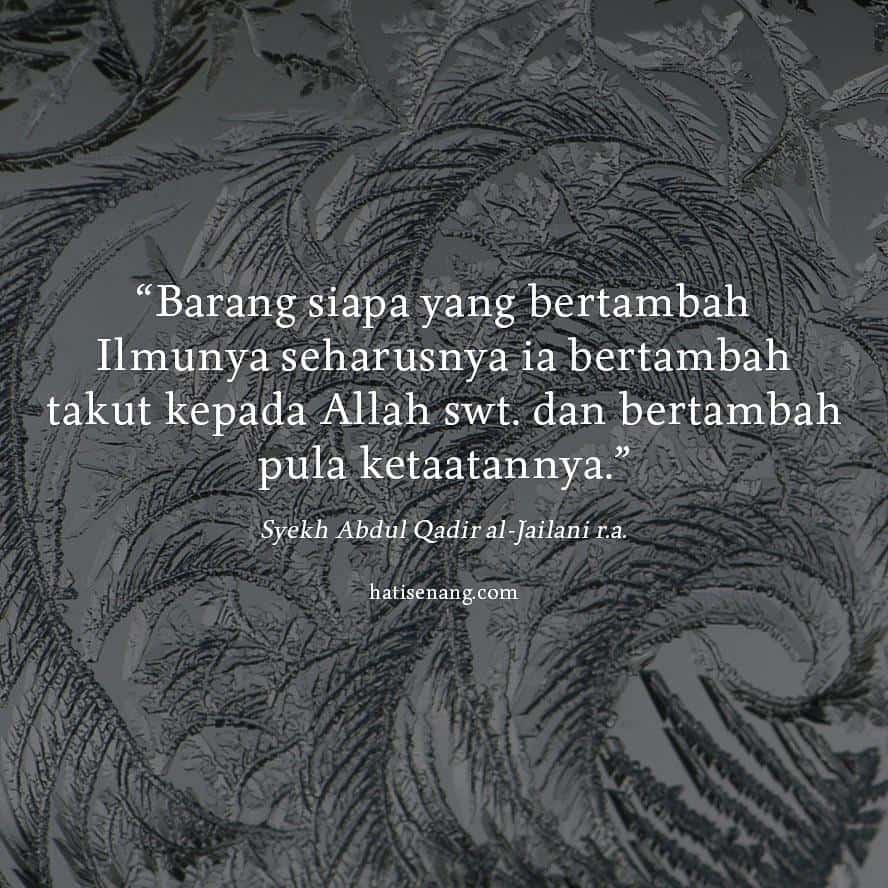 “Barang siapa yang bertambah
Ilmunya seharusnya ia bertambah
takut kepada Allah swt. dan bertambah
pula ketaatannya.”
Syekh Abdul Qadir al-Jailani r.a.
hatisenang.com